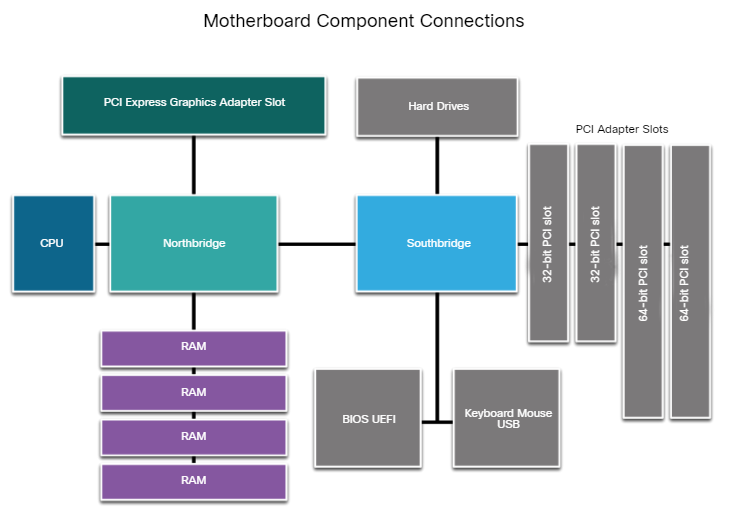 Motherboard Component Connections
PCI Express Graphics Adapter Slot
Hard Drives
PCI Adapter Slots
CPU
Northbridge
Southbridge
32-bit PCI slot
32-bit PCI slot
64-bit PCI slot
64-bit PCI slot
RAM
RAM
RAM
RAM
BIOS UEFI
Keyboard Mouse
USB